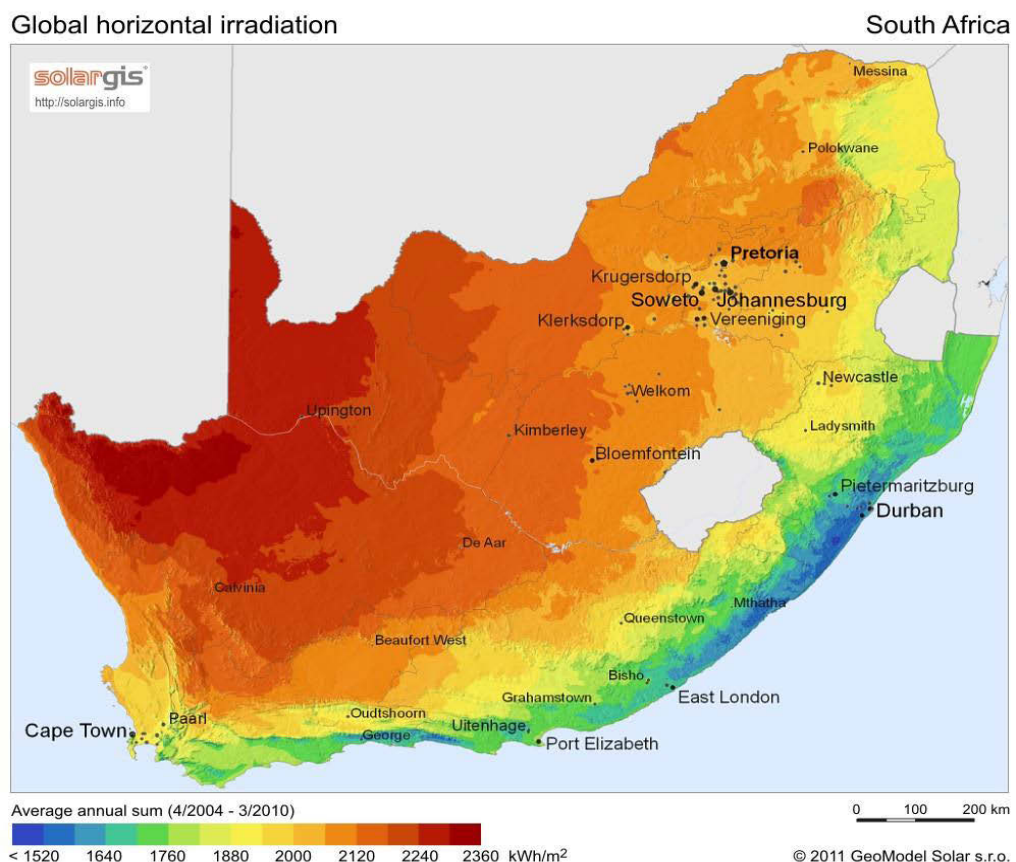 Global horizontal irradiation
South Africa
solargis
http://solargis.info
Messina
Polokwane
Pretoria
Krugersdorp
Soweto
Johannesburg
Klerksdorp
Vereeniging
Newcastle
Welkom
Upington
Ladysmith
Kimberley
Bloemfontein
Pietermaritzburg
Durban
De Aar
Calvinia
Mthatha
Queenstown
Beaufort West
Bisho
East London
Grahamstown
Oudtshoorn
Paarl
Uitenhage
Cape Town
George
Port Elizabeth
Average annual sum (4/2004 - 3/2010)
0 100 200 km
< 1520 1640 1760 1880 2000 2120 2240 2360 kWh/m2
© 2011 GeoModel Solar s.r.o.